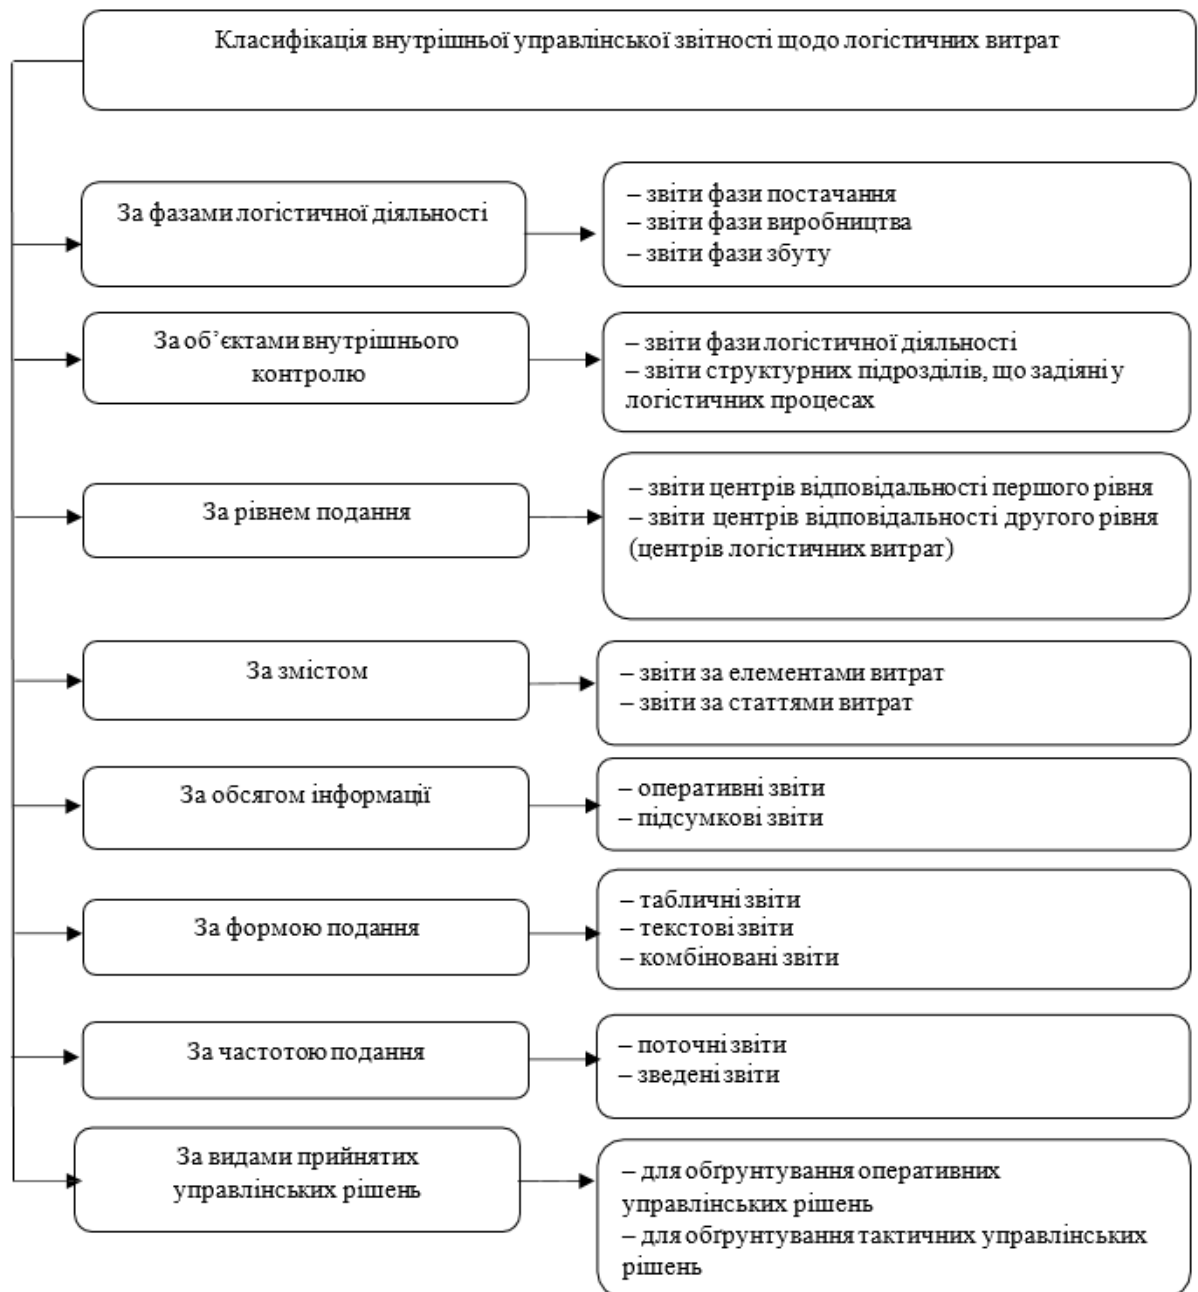 Класифікація внутрішньої управлінської звітності щодо логістичних витрат
За фазами логістичної діяльності
– звіти фази постачання
– звіти фази виробництва
– звіти фази збуту
За об’єктами внутрішнього
контролю
– звіти фази логістичної діяльності
– звіти структурних підрозділів, що задіяні у
логістичних процесах
За рівнем подання
– звіти центрів відповідальності першого рівня
– звіти центрів відповідальності другого рівня
(центрів логістичних витрат)
За змістом
– звіти за елементами витрат
– звіти за статтями витрат
За обсягом інформації
– оперативні звіти
– підсумкові звіти
За формою подання
– табличні звіти
– текстові звіти
– комбіновані звіти
За частотою подання
– поточні звіти
– зведені звіти
За видами прийнятих
управлінських рішень
– для обґрунтування оперативних
управлінських рішень
– для обґрунтування тактичних управлінських
рішень